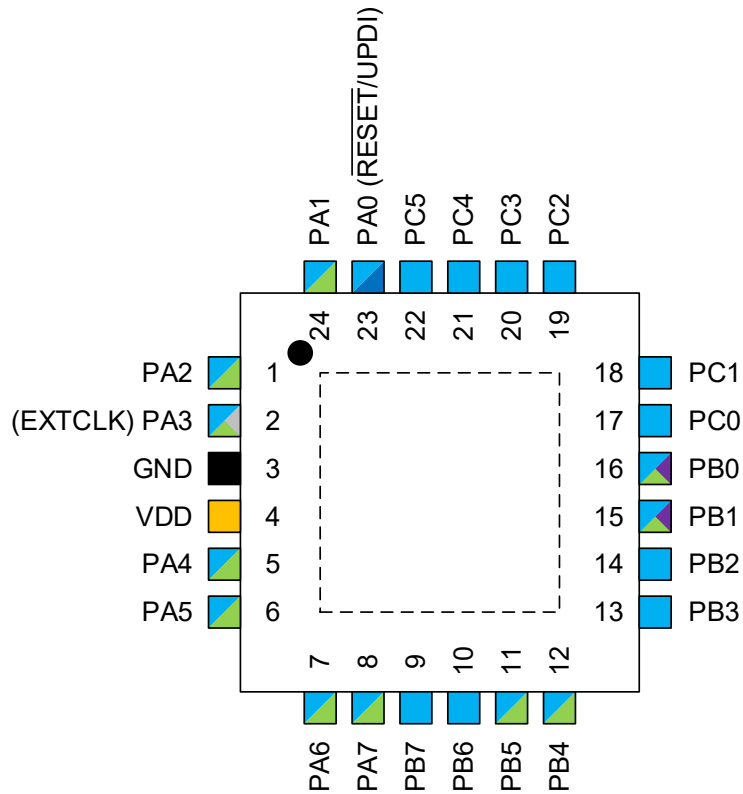 PA1
PA0 (RESET/UPDI)
PC5
PC4
PC3
PC2
24
23
22
21
20
19
PA2 1
(EXTCLK) PA3 2
GND 3
VDD 4
PA4 5
PA5 6
18 PC1
17 PC0
16 PB0
15 PB1
14 PB2
13 PB3
7
8
9
10
11
12
PA6
PA7
PB7
PB6
PB5
PB4